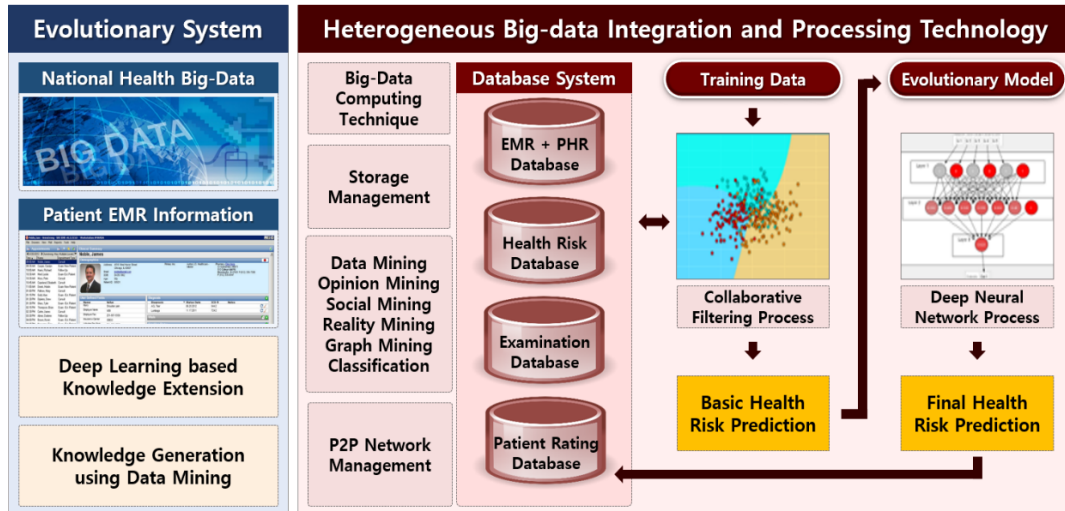 Evolutionary System
National Health Big-Data
BIG DATA
Patient EMR Information
Deep Learning based
Knowledge Extension
Knowledge Generation
using Data Mining
Heterogeneous Big-data Integration and Processing Technology
Big-Data
Computing
Technique
Storage
Management
Data Mining
Opinion Mining
Social Mining
Reality Mining
Graph Mining
Classification
P2P Network
Management
Database System
EMR + PHR
Database
Health Risk
Database
Examination
Database
Patient Rating
Database
Training Data
Collaborative
Filtering Process
Basic Health
Risk Prediction
Evolutionary Model
Deep Neural
Network Process
Final Health
Risk Prediction